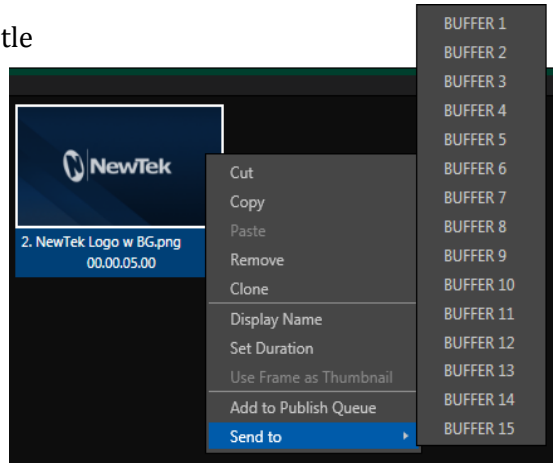 tle
NewTek
2. NewTek Logo w BG.png
00.00.05.00
Cut
Copy
Paste
Remove
Clone
Display Name
Set Duration
Use Frame as Thumbnail
Add to Publish Queue
Send to
BUFFER 1
BUFFER 2
BUFFER 3
BUFFER 4
BUFFER 5
BUFFER 6
BUFFER 7
BUFFER 8
BUFFER 9
BUFFER 10
BUFFER 11
BUFFER 12
BUFFER 13
BUFFER 14
BUFFER 15